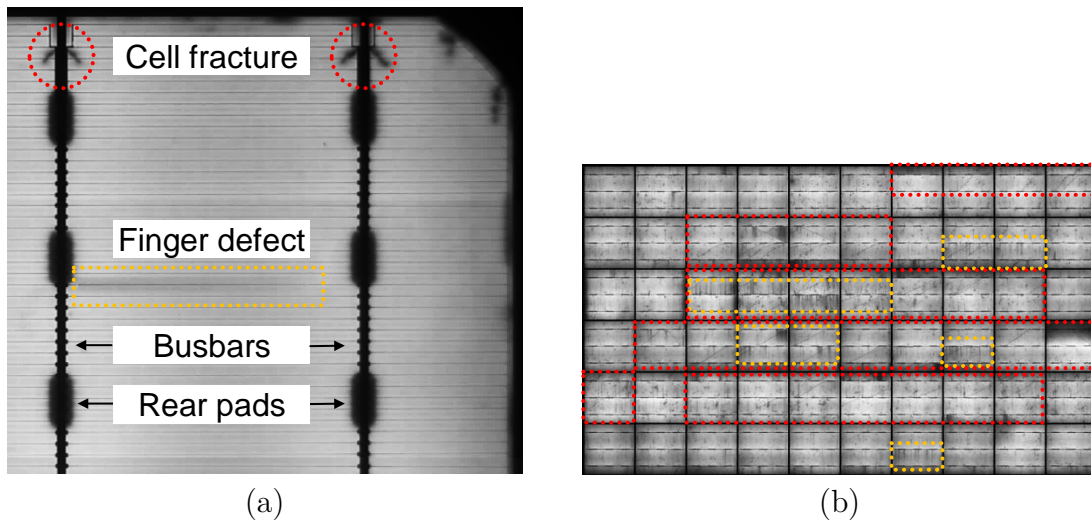 Cell fracture
Finger defect
Busbars
Rear pads
(a)
(b)